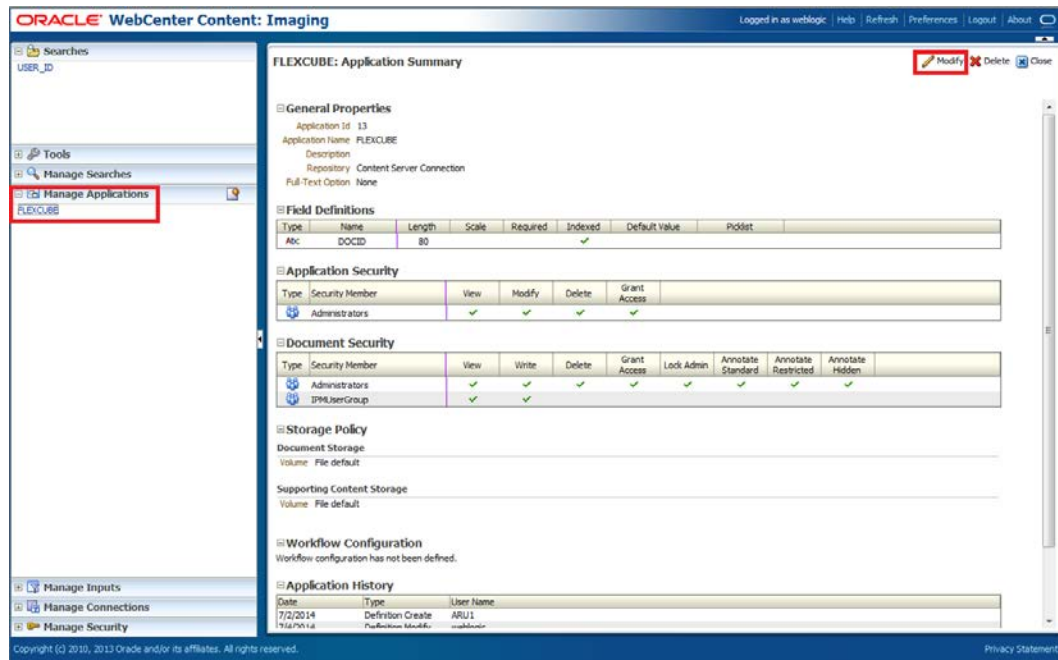 ORACLE WebCenter Content: Imaging
Logged in as weblogic Help Refresh Preferences Logout About
Searches
USER_ID
Tools
Manage Searches
Manage Applications
FLEXCUBE
Manage Inputs
Manage Connections
Manage Security
FLEXCUBE: Application Summary
Modify Delete Close
General Properties
Application Id 13
Application Name FLEXCUBE
Description
Repository Content Server Connection
Full-Text Option None
Field Definitions
Type Name Length Scale Required Indexed Default Value Picklist
Abc DOCID 80
Application Security
Type Security Member View Modify Delete Grant Access
Administrators
Document Security
Type Security Member View Write Delete Grant Access Lock Admin Annotate Standard Annotate Restricted Annotate Hidden
Administrators
IPMUserGroup
Storage Policy
Document Storage
Volume File default
Supporting Content Storage
Volume File default
Workflow Configuration
Workflow configuration has not been defined.
Application History
Date Type User Name
7/2/2014 Definition Create ARU1
Definition Modify weblogic
Copyright (c) 2010, 2013 Oracle and/or its affiliates. All rights reserved.
Privacy Statement